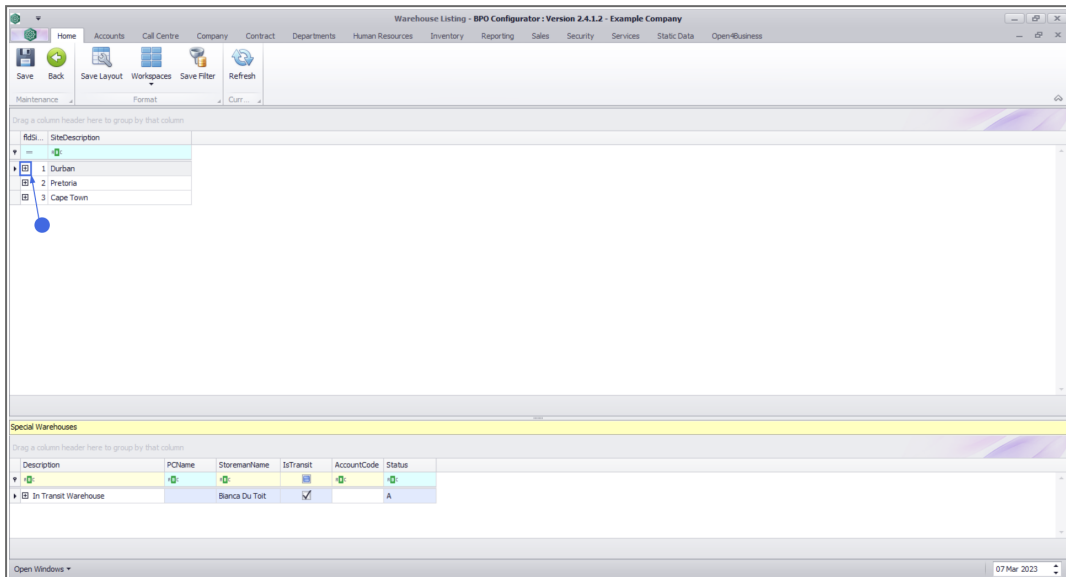 Warehouse Listing - BPO Configurator : Version 2.4.1.2 - Example Company
Home Accounts Call Centre Company Contract Departments Human Resources Inventory Reporting Sales Security Services Static Data Open4Business
Save Back Save Layout Workspaces Save Filter Refresh
Maintenance Format Curr ...
Drag a column header here to group by that column
fldSi... SiteDescription
1 Durban
2 Pretoria
3 Cape Town
Special Warehouses
Drag a column header here to group by that column
Description PCName StoremanName IsTransit AccountCode Status
In Transit Warehouse Bianca Du Toit A
Open Windows 07 Mar 2023